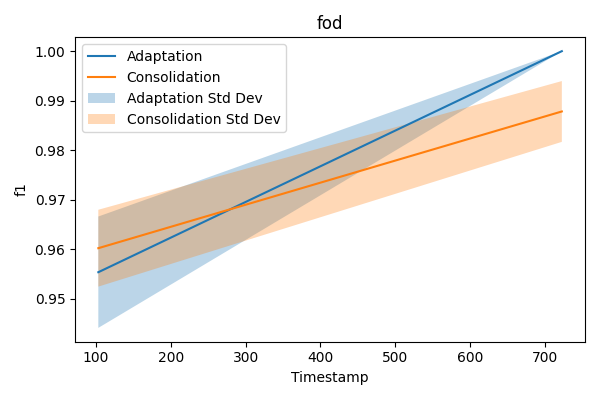 fod
Adaptation
Consolidation
Adaptation Std Dev
Consolidation Std Dev
1.00
0.99
0.98
0.97
0.96
0.95
f1
100 200 300 400 500 600 700
Timestamp